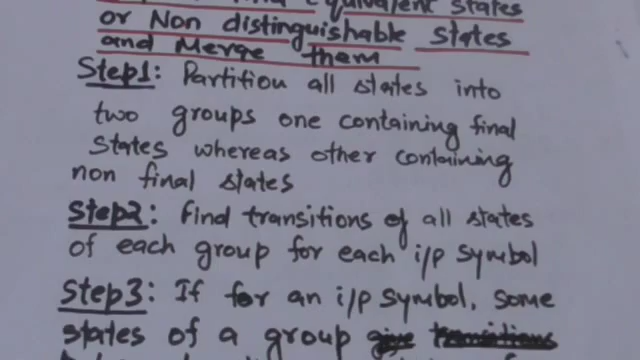 Equivalent states
or Non distinguishable states
and Merge them
Step1: Partition all states into
two groups one containing final
States whereas other containing
non final states
Step2: Find transitions of all states
of each group for each i/p symbol
Step3: If for an i/p symbol, some
states of a group